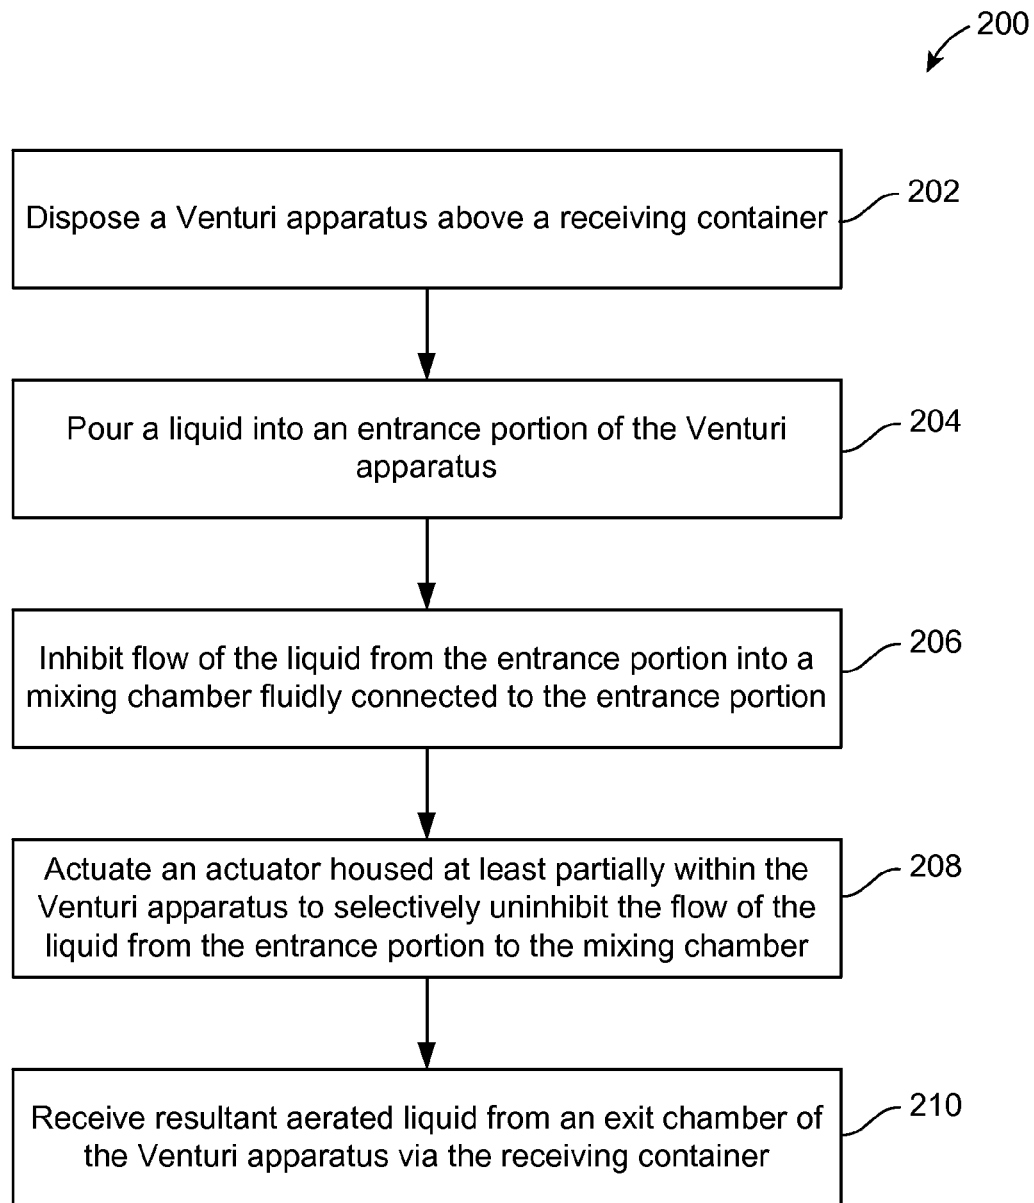 200
Dispose a Venturi apparatus above a receiving container
202
Pour a liquid into an entrance portion of the Venturi
apparatus
204
Inhibit flow of the liquid from the entrance portion into a
mixing chamber fluidly connected to the entrance portion
206
Actuate an actuator housed at least partially within the
Venturi apparatus to selectively uninhibit the flow of the
liquid from the entrance portion to the mixing chamber
208
Receive resultant aerated liquid from an exit chamber of
the Venturi apparatus via the receiving container
210